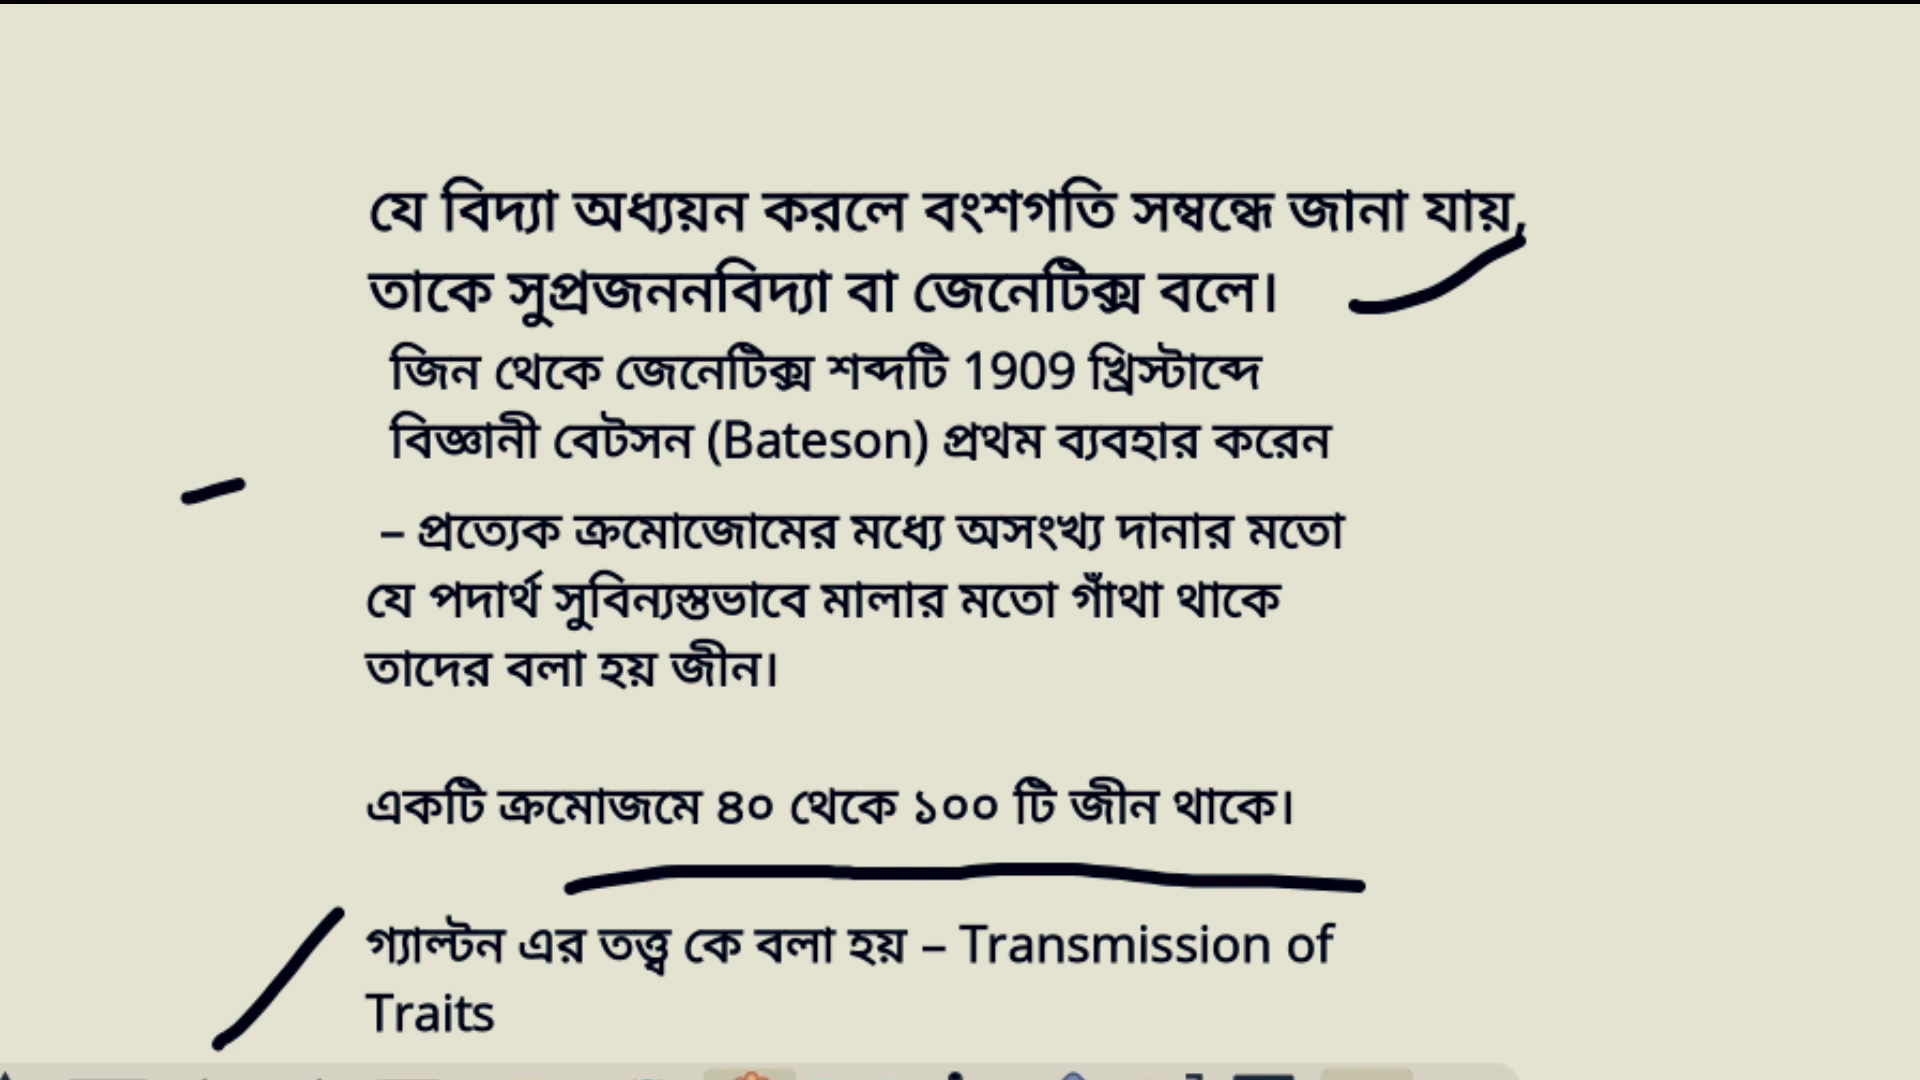 যে বিদ্যা অধ্যয়ন করলে বংশগতি সম্বন্ধে জানা যায়,
তাকে সুপ্রজননবিদ্যা বা জেনেটিক্স বলে।
জিন থেকে জেনেটিক্স শব্দটি 1909 খ্রিস্টাব্দে
বিজ্ঞানী বেটসন (Bateson) প্রথম ব্যবহার করেন
– প্রত্যেক ক্রমোজোমের মধ্যে অসংখ্য দানার মতো
যে পদার্থ সুবিন্যস্তভাবে মালার মতো গাঁথা থাকে
তাদের বলা হয় জীন।
একটি ক্রমোজমে ৪০ থেকে ১০০ টি জীন থাকে।
গ্যাল্টন এর তত্ত্ব কে বলা হয় – Transmission of
Traits